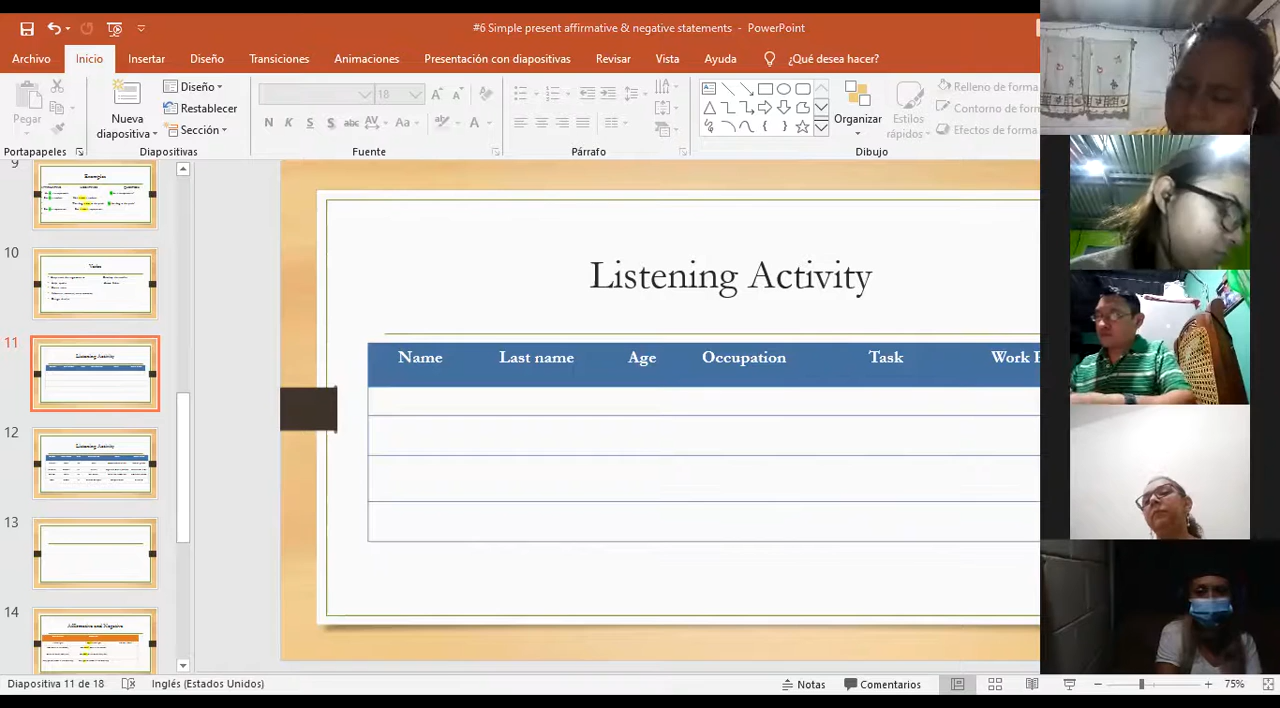 #6 Simple present affirmative & negative statements - PowerPoint
Archivo Inicio Insertar Diseño Transiciones Animaciones Presentación con diapositivas Revisar Vista Ayuda ¿Qué desea hacer?
Pegar
Nueva diapositiva
Diseño
Restablecer
Sección
18
N K S S
Organizar
Estilos rápidos
Relleno de forma
Contorno de forma
Efectos de forma
Portapapeles Diapositivas Fuente Párrafo Dibujo
9
Examples
10
Verbs
11
Listening Activity
12
Listening Activity
13
14
Affirmative and Negative
Listening Activity
Name Last name Age Occupation Task Work
Diapositiva 11 de 18 Inglés (Estados Unidos) Notas Comentarios 75%